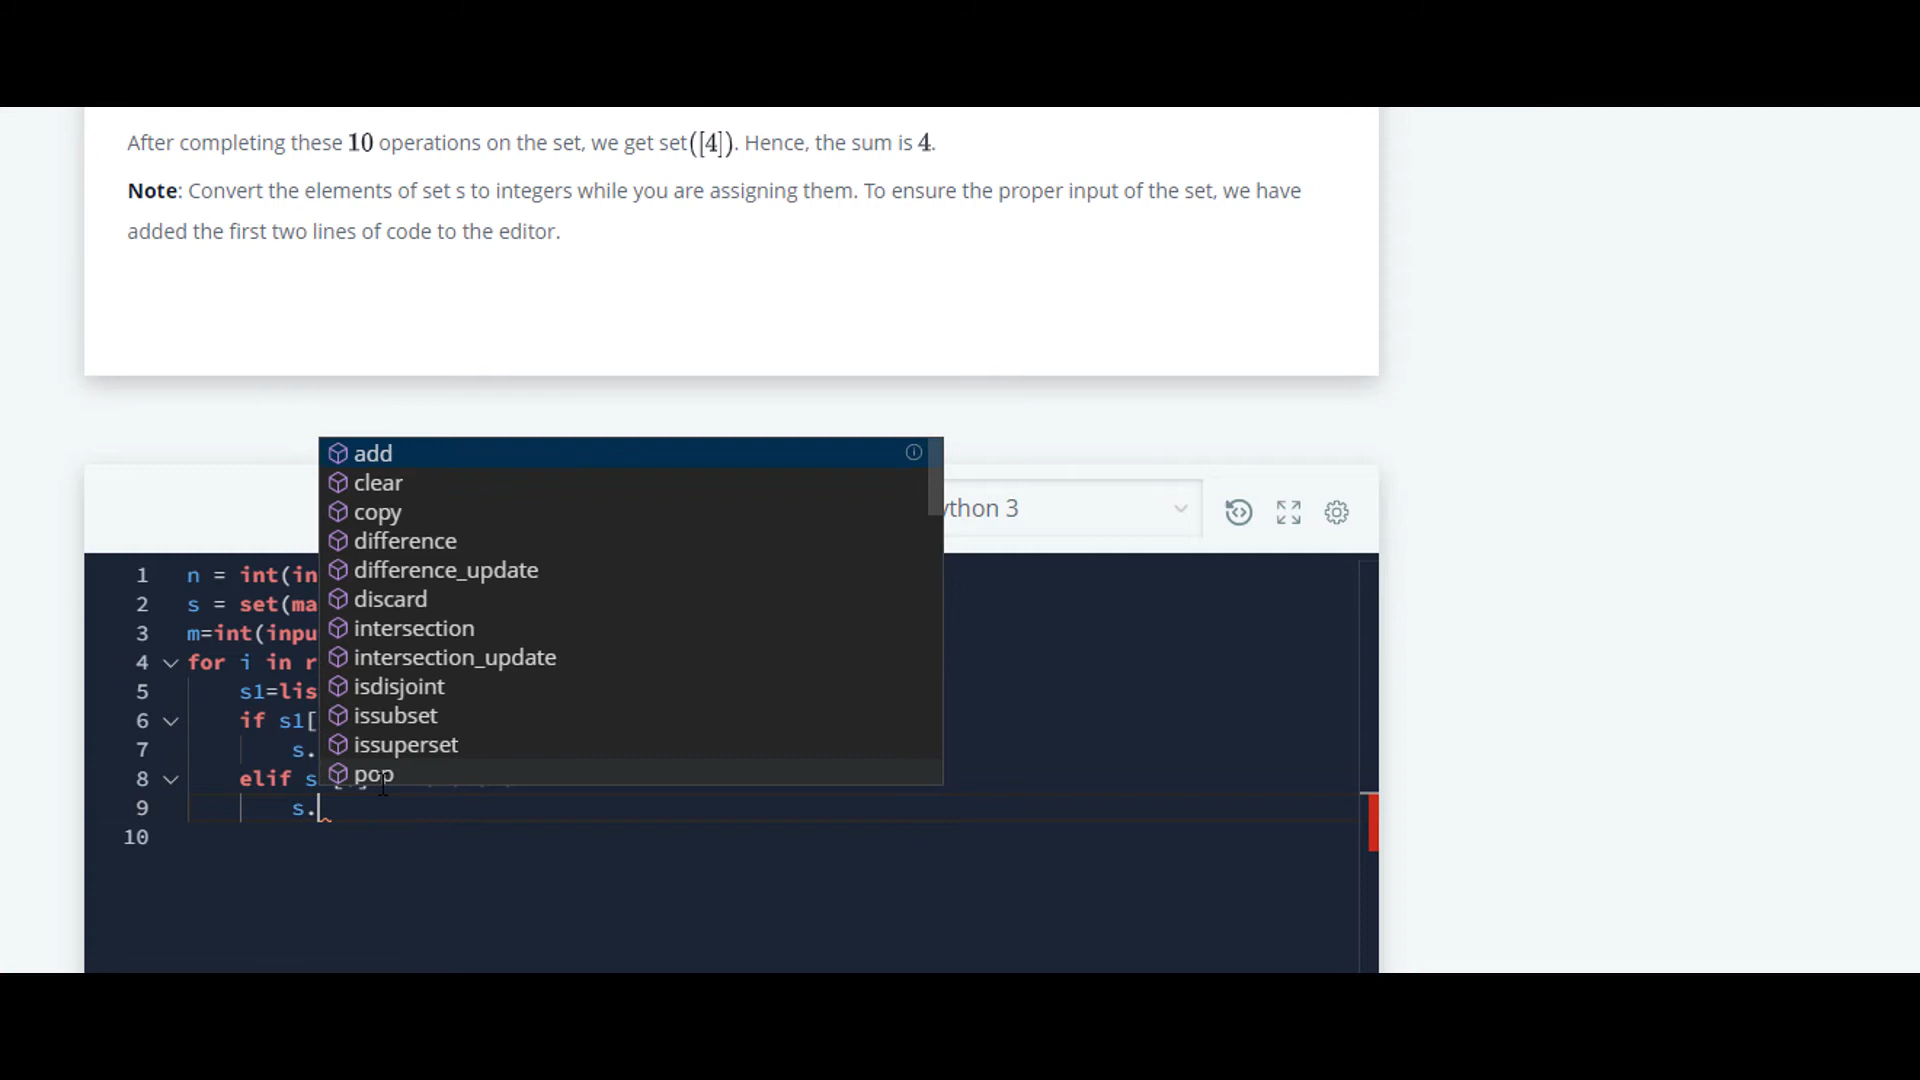 After completing these 10 operations on the set, we get set([4]). Hence, the sum is 4.
Note: Convert the elements of set s to integers while you are assigning them. To ensure the proper input of the set, we have
added the first two lines of code to the editor.
add
clear
copy
difference
difference_update
discard
intersection
intersection_update
isdisjoint
issubset
issuperset
pop
ython 3
1 n = int(in
2 s = set(ma
3 m=int(inpu
4 for i in r
5 s1=lis
6 if s1[
7 s.
8 elif s
9 s.
10